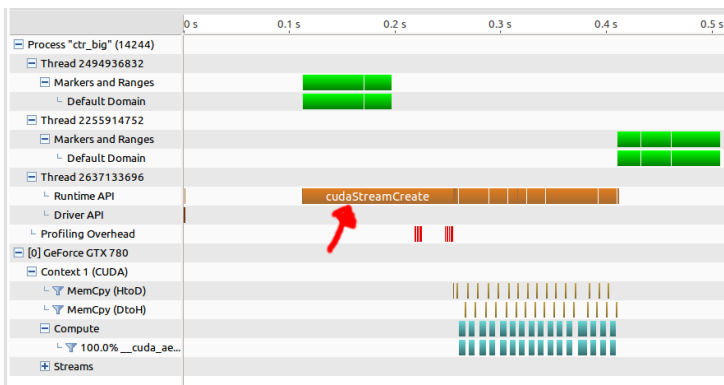 0 s 0.1 s 0.2 s 0.3 s 0.4 s 0.5 s
Process "ctr_big" (14244)
Thread 2494936832
Markers and Ranges
Default Domain
Thread 2255914752
Markers and Ranges
Default Domain
Thread 2637133696
Runtime API cudaStreamCreate
Driver API
Profiling Overhead
[0] GeForce GTX 780
Context 1 (CUDA)
MemCpy (HtoD)
MemCpy (DtoH)
Compute
100.0% __cuda_ae...
Streams